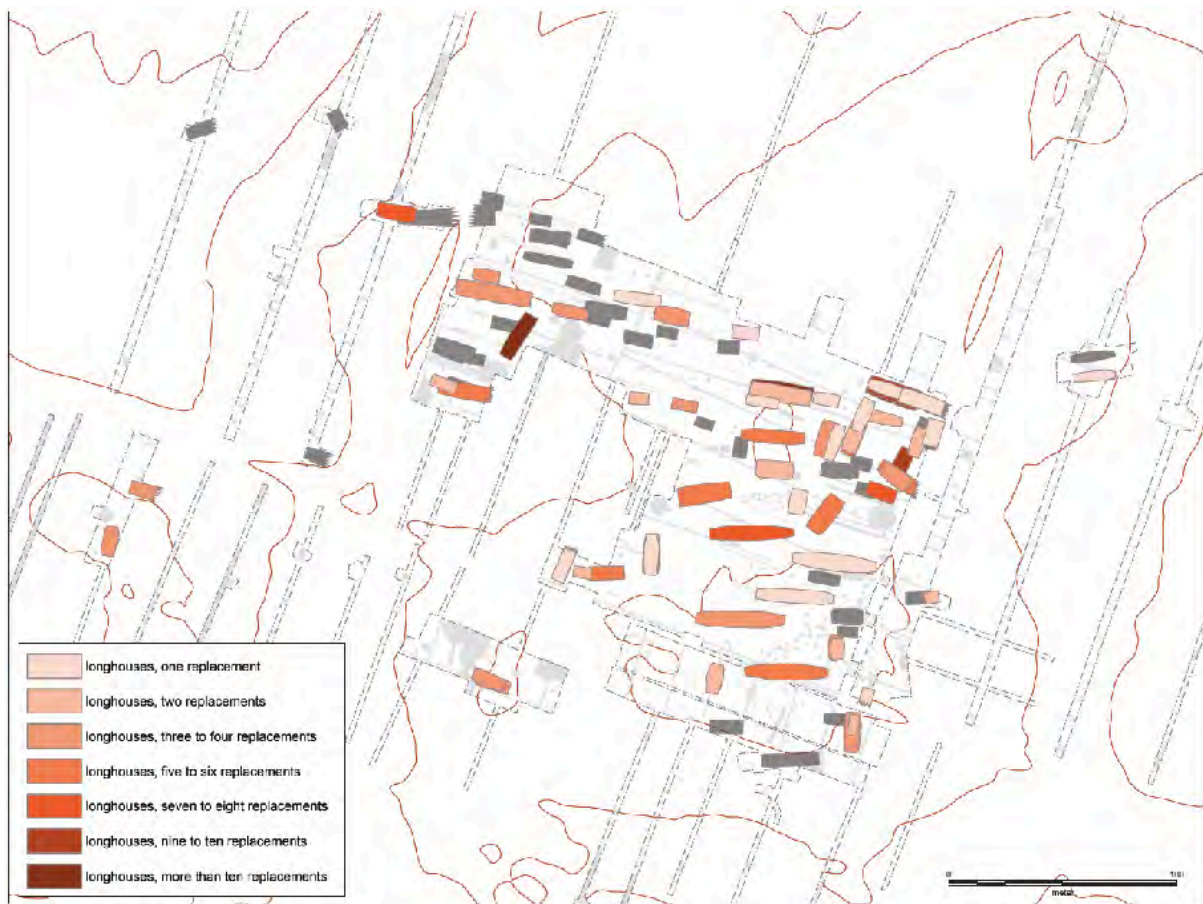 longhouses, one replacement
longhouses, two replacements
longhouses, three to four replacements
longhouses, five to six replacements
longhouses, seven to eight replacements
longhouses, nine to ten replacements
longhouses, more than ten replacements
0